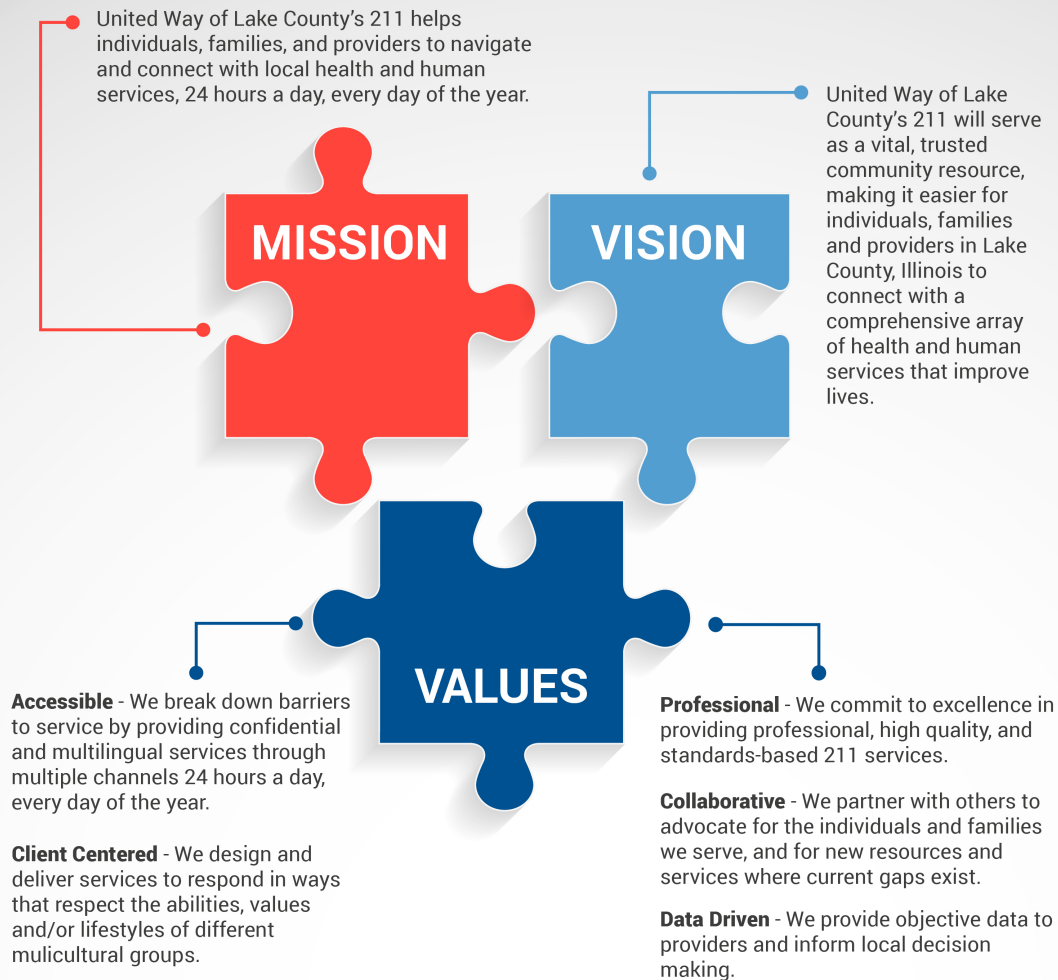 United Way of Lake County's 211 helps
individuals, families, and providers to navigate
and connect with local health and human
services, 24 hours a day, every day of the year.
MISSION
VISION
United Way of Lake
County's 211 will serve
as a vital, trusted
community resource,
making it easier for
individuals, families
and providers in Lake
County, Illinois to
connect with a
comprehensive array
of health and human
services that improve
lives.
VALUES
Accessible - We break down barriers
to service by providing confidential
and multilingual services through
multiple channels 24 hours a day,
every day of the year.
Client Centered - We design and
deliver services to respond in ways
that respect the abilities, values
and/or lifestyles of different
mulicultural groups.
Professional - We commit to excellence in
providing professional, high quality, and
standards-based 211 services.
Collaborative - We partner with others to
advocate for the individuals and families
we serve, and for new resources and
services where current gaps exist.
Data Driven - We provide objective data to
providers and inform local decision
making.